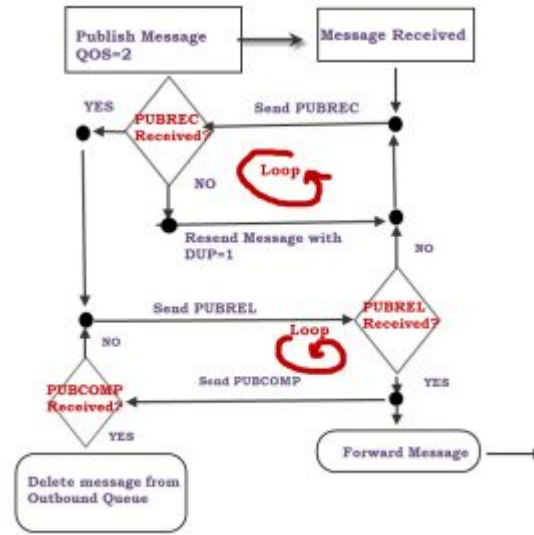 Publish Message
QOS=2
Message Received
YES
PUBREC
Received?
Send PUBREC
Loop
NO
Resend Message with
DUP=1
NO
Send PUBREL
PUBREL
Received?
Loop
NO
Send PUBCOMP
YES
PUBCOMP
Received?
YES
Forward Message
Delete message from
Outbound Queue